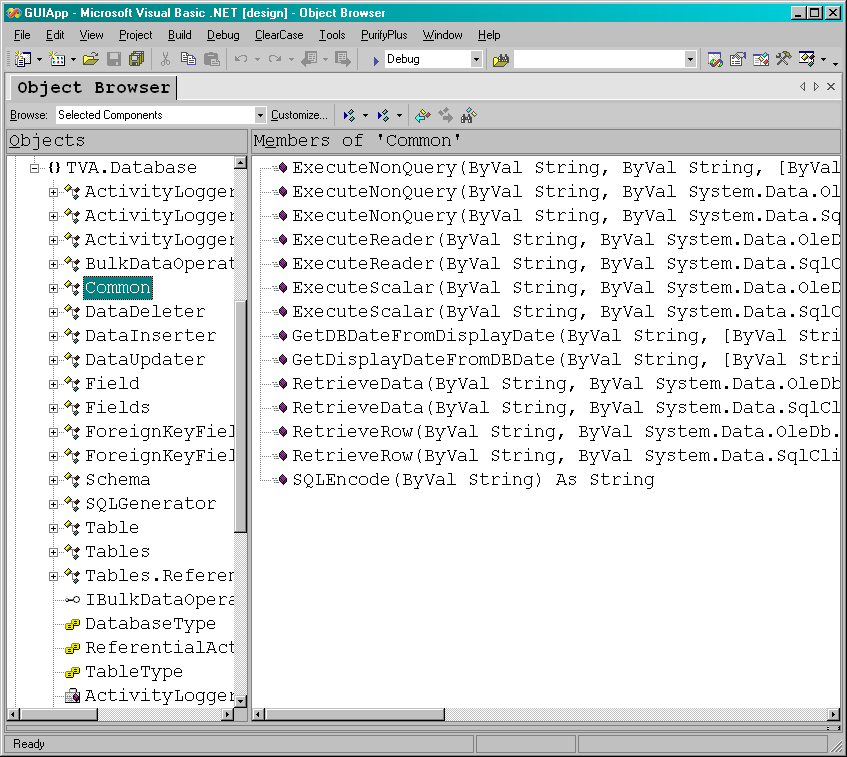 GUIApp - Microsoft Visual Basic .NET [design] - Object Browser
File Edit View Project Build Debug ClearCase Tools PurifyPlus Window Help
Debug
Object Browser
Browse: Selected Components Customize...
Objects
TVA.Database
ActivityLogger
ActivityLogger
ActivityLogger
BulkDataOperat
Common
DataDeleter
DataInserter
DataUpdater
Field
Fields
ForeignKeyFiel
ForeignKeyFiel
Schema
SQLGenerator
Table
Tables
Tables.Referen
IBulkDataOpera
DatabaseType
ReferentialAct
TableType
ActivityLogger
Members of 'Common'
ExecuteNonQuery(ByVal String, ByVal String, [ByVal
ExecuteNonQuery(ByVal String, ByVal System.Data.Ol
ExecuteNonQuery(ByVal String, ByVal System.Data.Sq
ExecuteReader(ByVal String, ByVal System.Data.OleD
ExecuteReader(ByVal String, ByVal System.Data.SqlC
ExecuteScalar(ByVal String, ByVal System.Data.OleD
ExecuteScalar(ByVal String, ByVal System.Data.SqlC
GetDBDateFromDisplayDate(ByVal String, [ByVal Stri
GetDisplayDateFromDBDate(ByVal String, [ByVal Stri
RetrieveData(ByVal String, ByVal System.Data.OleDb
RetrieveData(ByVal String, ByVal System.Data.SqlCl
RetrieveRow(ByVal String, ByVal System.Data.OleDb.
RetrieveRow(ByVal String, ByVal System.Data.SqlCli
SQLEncode(ByVal String) As String
Ready